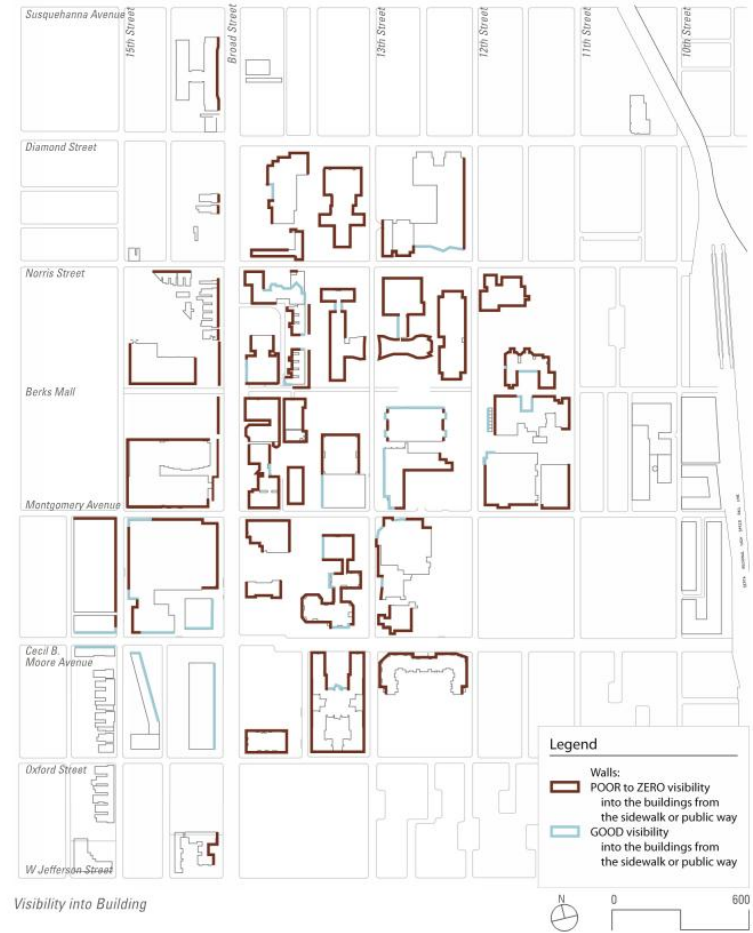 Susquehanna Avenue
15th Street
Broad Street
13th Street
12th Street
11th Street
10th Street
Diamond Street
Norris Street
Berks Mall
Montgomery Avenue
Cecil B.
Moore Avenue
Oxford Street
W Jefferson Street
Legend
Walls:
POOR to ZERO visibility
into the buildings from
the sidewalk or public way
GOOD visibility
into the buildings from
the sidewalk or public way
Visibility into Building
N
0
600